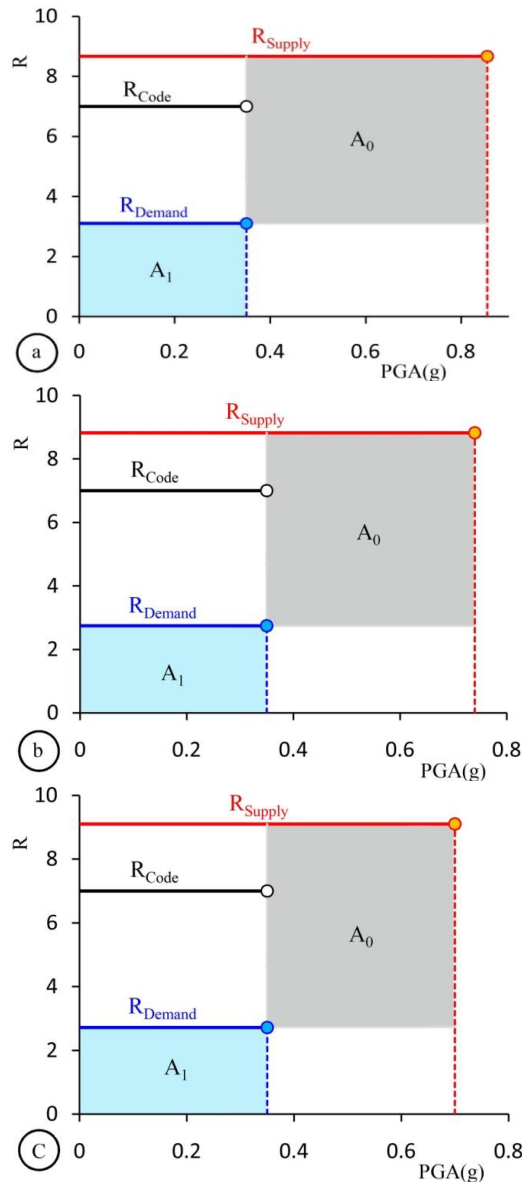 10
R_Supply
8
R_Code
R
6
A_0
4
R_Demand
2
A_1
0
0 0.2 0.4 0.6 0.8
a
PGA(g)
10
R_Supply
8
R_Code
R
6
A_0
4
R_Demand
2
A_1
0
0 0.2 0.4 0.6 0.8
b
PGA(g)
10
R_Supply
8
R_Code
R
6
A_0
4
R_Demand
2
A_1
0
0 0.2 0.4 0.6 0.8
C
PGA(g)